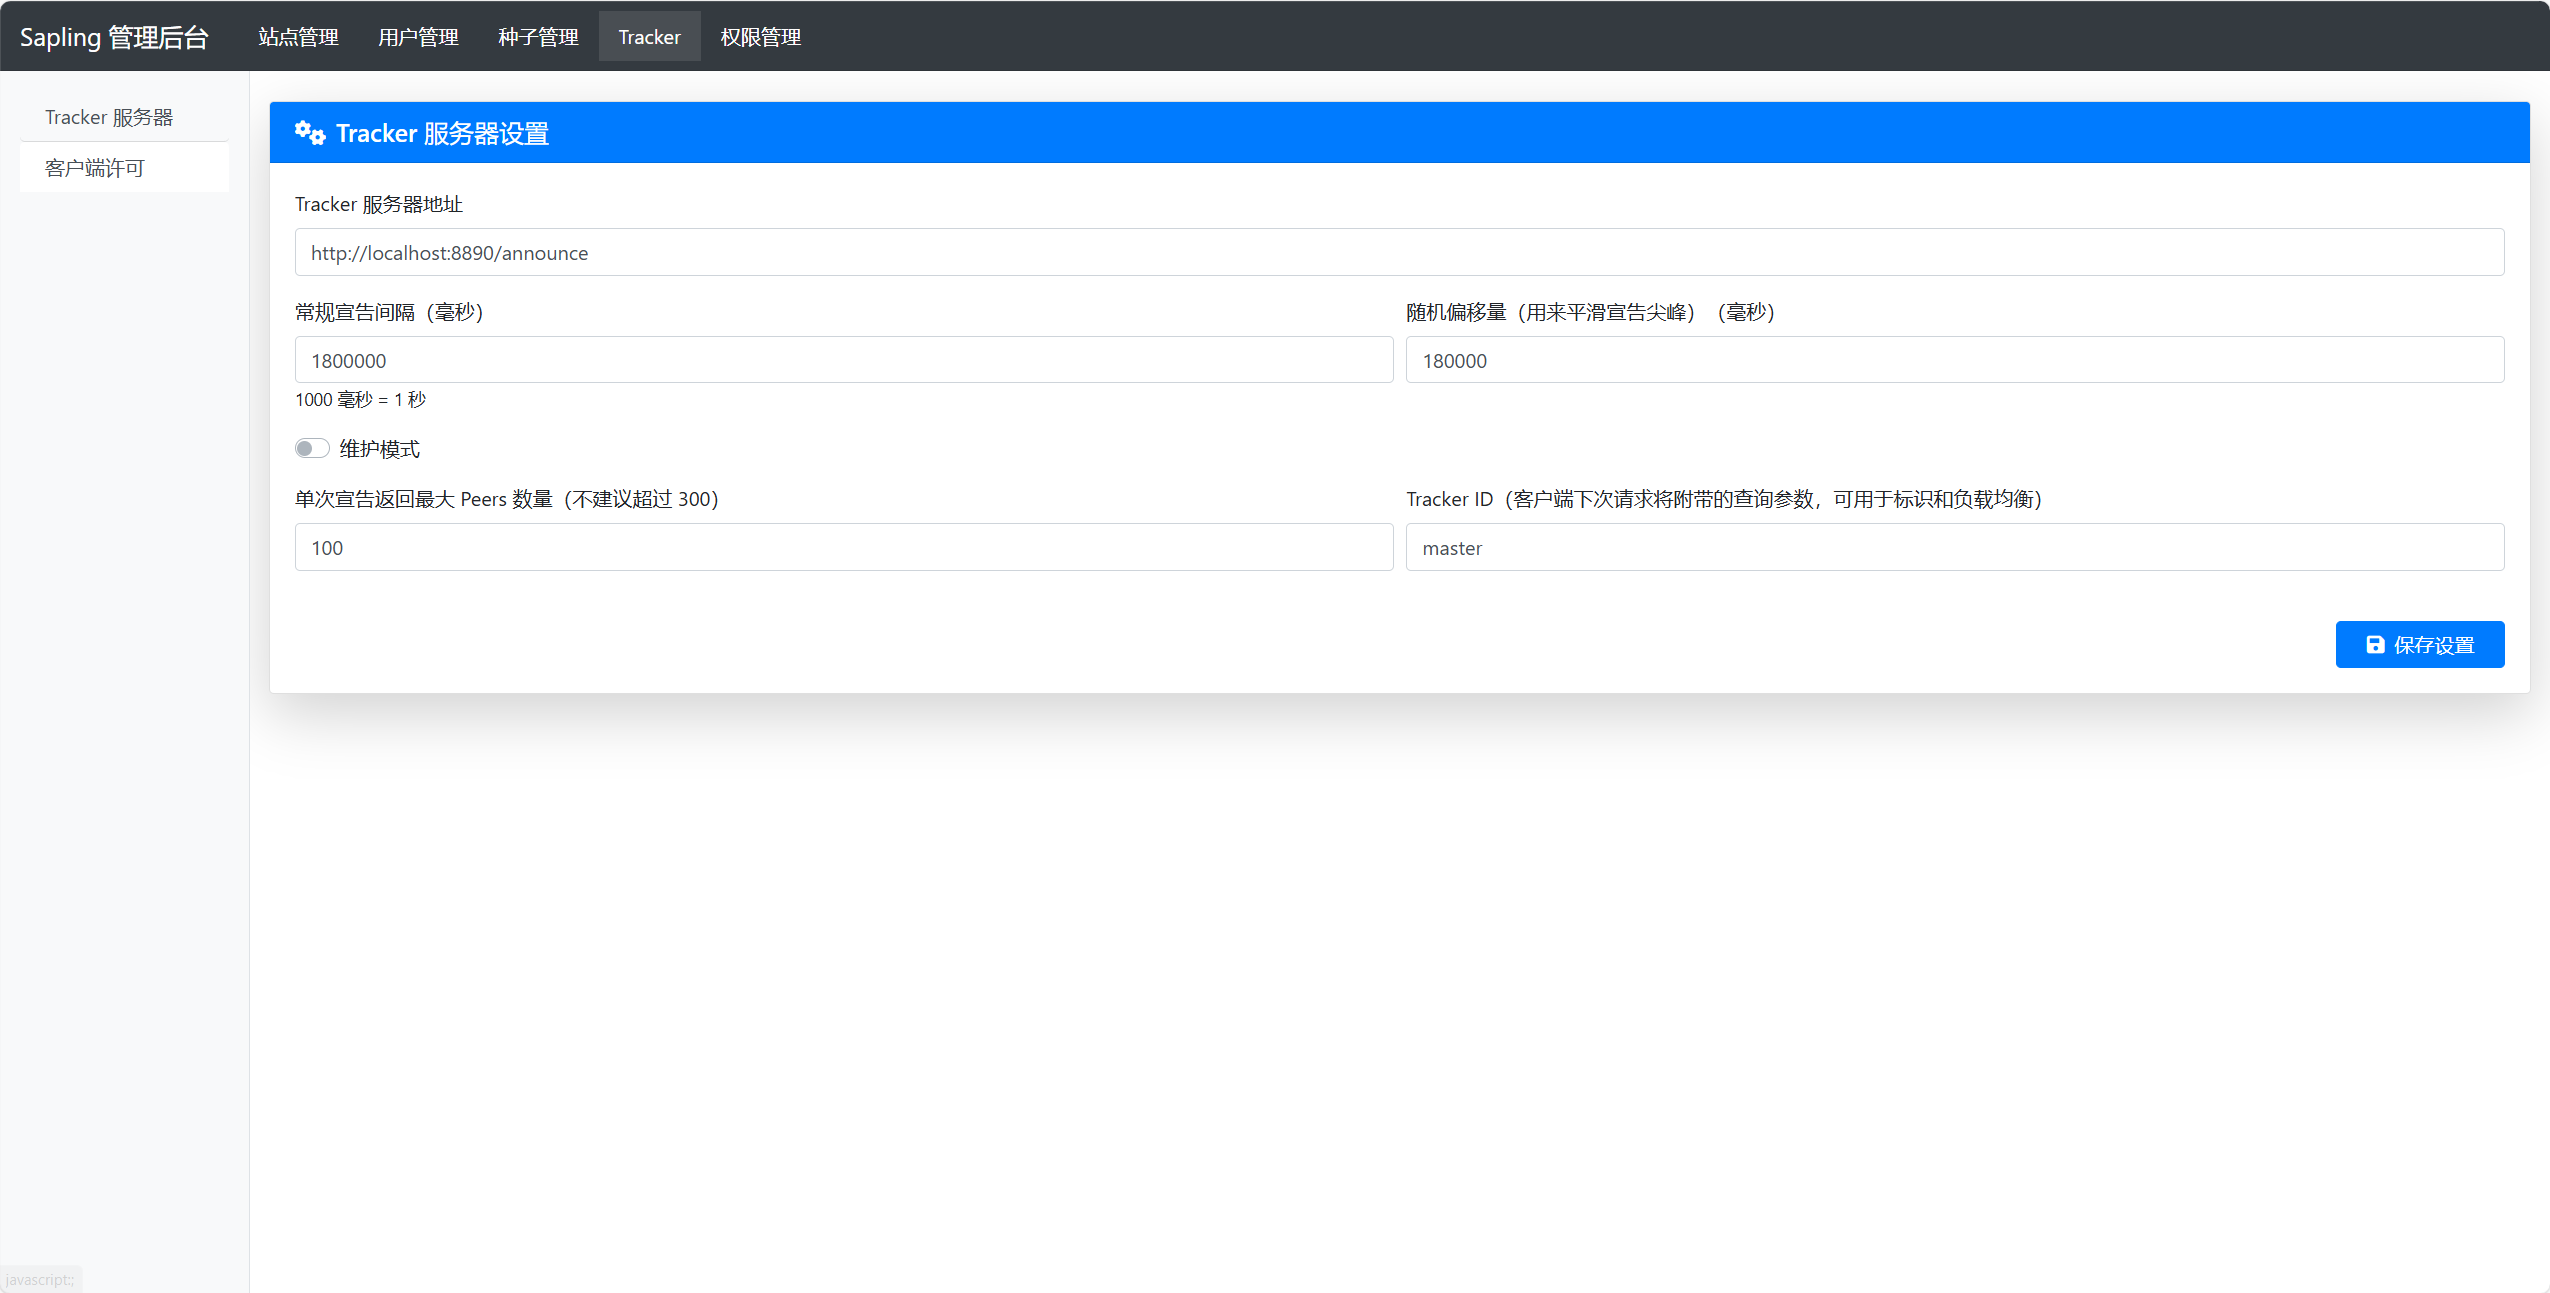 Sapling 管理后台 站点管理 用户管理 种子管理 Tracker 权限管理
Tracker 服务器
客户端许可
Tracker 服务器设置
Tracker 服务器地址
http://localhost:8890/announce
常规宣告间隔（毫秒） 随机偏移量（用来平滑宣告尖峰）（毫秒）
1800000 180000
1000 毫秒 = 1 秒
维护模式
单次宣告返回最大 Peers 数量（不建议超过 300） Tracker ID（客户端下次请求将附带的查询参数，可用于标识和负载均衡）
100 master
保存设置
javascript:;